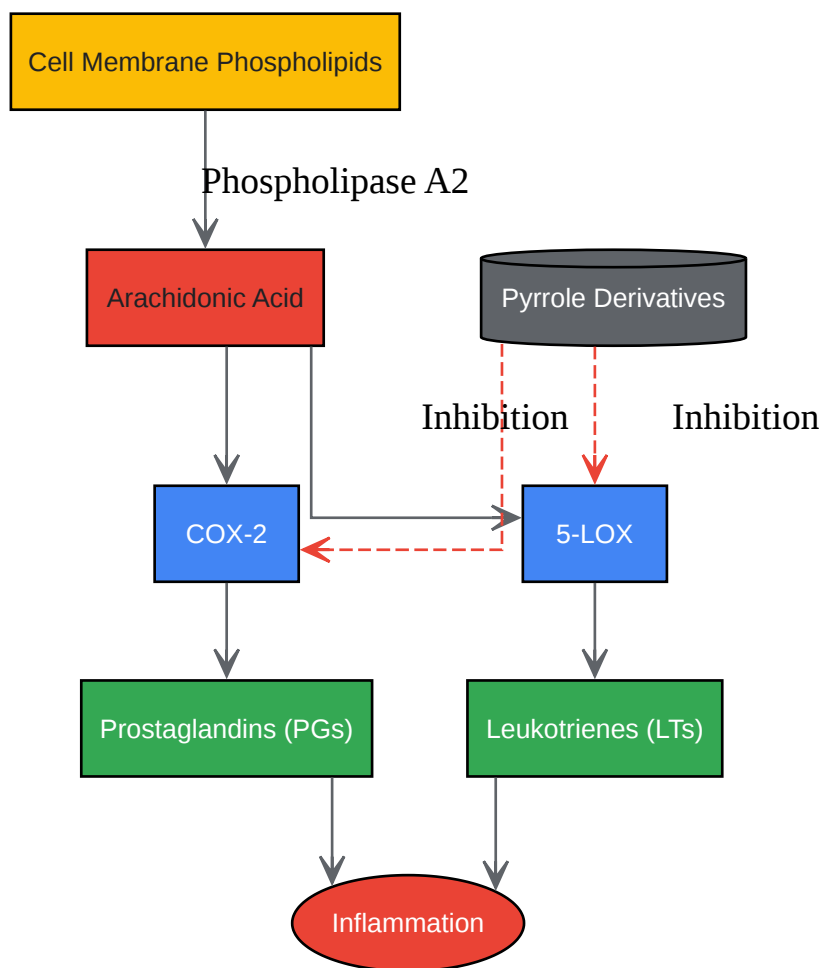 Cell Membrane Phospholipids
Phospholipase A2
Arachidonic Acid
Pyrrole Derivatives
Inhibition
Inhibition
COX-2
5-LOX
Prostaglandins (PGs)
Leukotrienes (LTs)
Inflammation